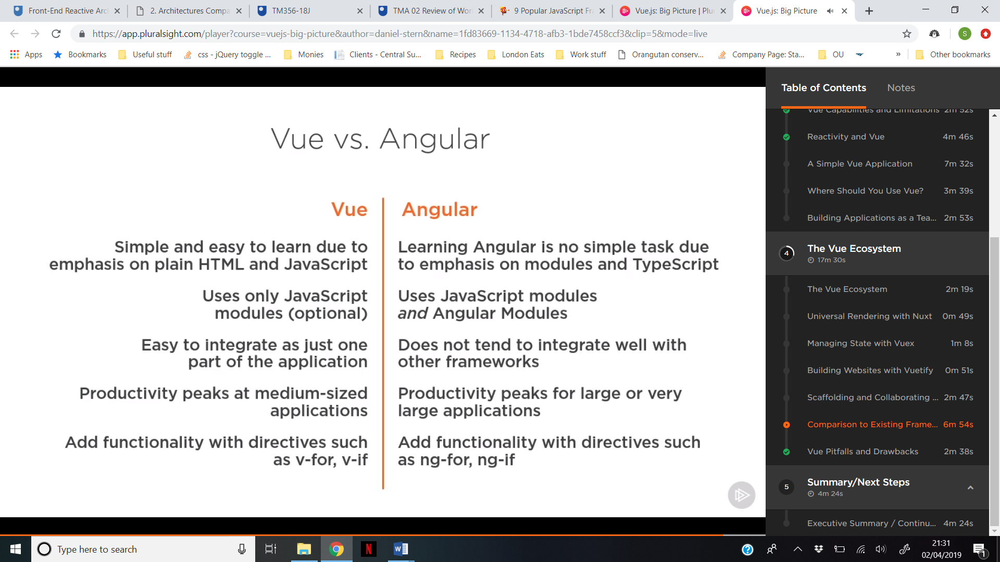 Front-End Reactive Arc
2. Architectures Compa
TM356-18J
TMA 02 Review of Wor
9 Popular JavaScript Fr
Vue.js: Big Picture | Plu
Vue.js: Big Picture
https://app.pluralsight.com/player?course=vuejs-big-picture&author=daniel-stern&name=1fd83669-1134-4718-afb3-1bde7458ccf3&clip=5&mode=live
S
Apps
Bookmarks
Useful stuff
css - jQuery toggle ...
Monies
Clients - Central Su...
Recipes
London Eats
Work stuff
Orangutan conserv...
Company Page: Sta...
OU
»
Other bookmarks
Vue vs. Angular
Vue
Simple and easy to learn due to
emphasis on plain HTML and JavaScript
Uses only JavaScript
modules (optional)
Easy to integrate as just one
part of the application
Productivity peaks at medium-sized
applications
Add functionality with directives such
as v-for, v-if
Angular
Learning Angular is no simple task due
to emphasis on modules and TypeScript
Uses JavaScript modules
and Angular Modules
Does not tend to integrate well with
other frameworks
Productivity peaks for large or very
large applications
Add functionality with directives such
as ng-for, ng-if
Table of Contents Notes
Vue Capabilities and Limitations 2m 52s
Reactivity and Vue 4m 46s
A Simple Vue Application 7m 32s
Where Should You Use Vue? 3m 39s
Building Applications as a Tea... 2m 53s
4 The Vue Ecosystem
17m 30s
The Vue Ecosystem 2m 19s
Universal Rendering with Nuxt 0m 49s
Managing State with Vuex 1m 8s
Building Websites with Vuetify 0m 51s
Scaffolding and Collaborating ... 2m 47s
Comparison to Existing Frame... 6m 54s
Vue Pitfalls and Drawbacks 2m 38s
5 Summary/Next Steps
4m 24s
Executive Summary / Continu... 4m 24s
Type here to search
N
W
?
21:31
02/04/2019
1